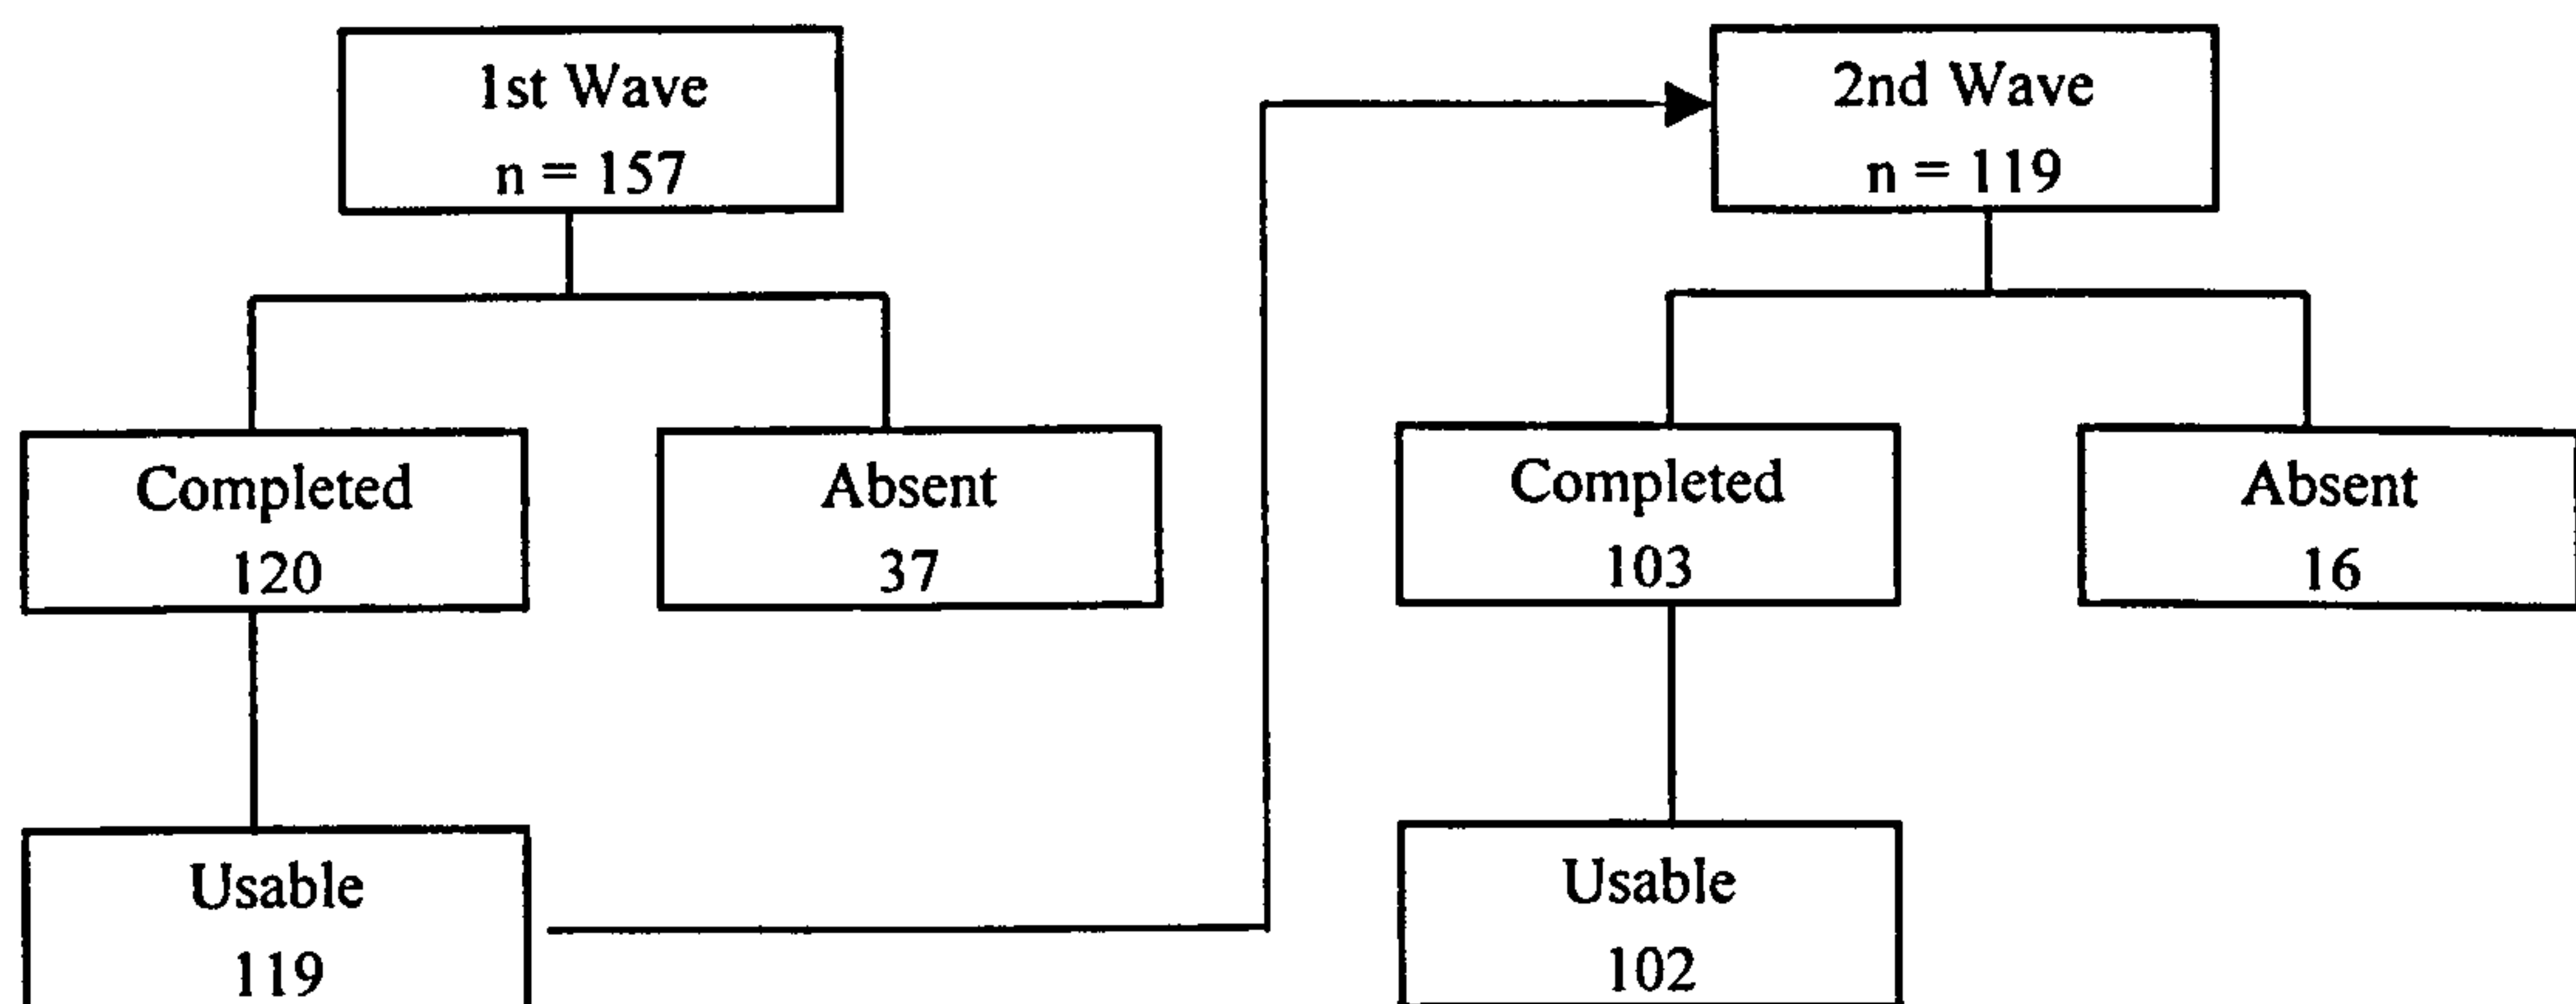 1st Wave
n = 157
2nd Wave
n = 119
Completed
120
Absent
37
Completed
103
Absent
16
Usable
119
Usable
102